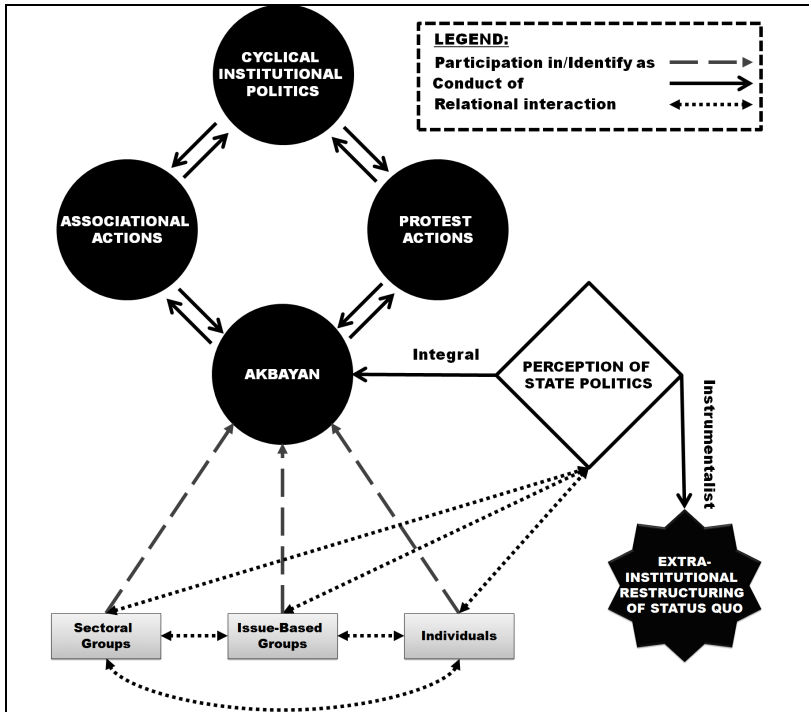 CYCLICAL
INSTITUTIONAL
POLITICS
LEGEND:
Participation in/Identify as
Conduct of
Relational interaction
ASSOCIATIONAL
ACTIONS
PROTEST
ACTIONS
AKBAYAN
Integral
PERCEPTION OF
STATE POLITICS
Instrumentalist
EXTRA-
INSTITUTIONAL
RESTRUCTURING
OF STATUS QUO
Sectoral
Groups
Issue-Based
Groups
Individuals